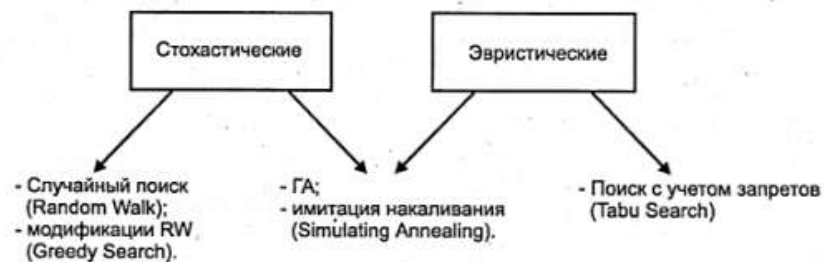 Стохастические
Эвристические
- Случайный поиск
(Random Walk);
- модификации RW
(Greedy Search).
- ГА;
- имитация накаливания
(Simulating Annealing).
- Поиск с учетом запретов
(Tabu Search)